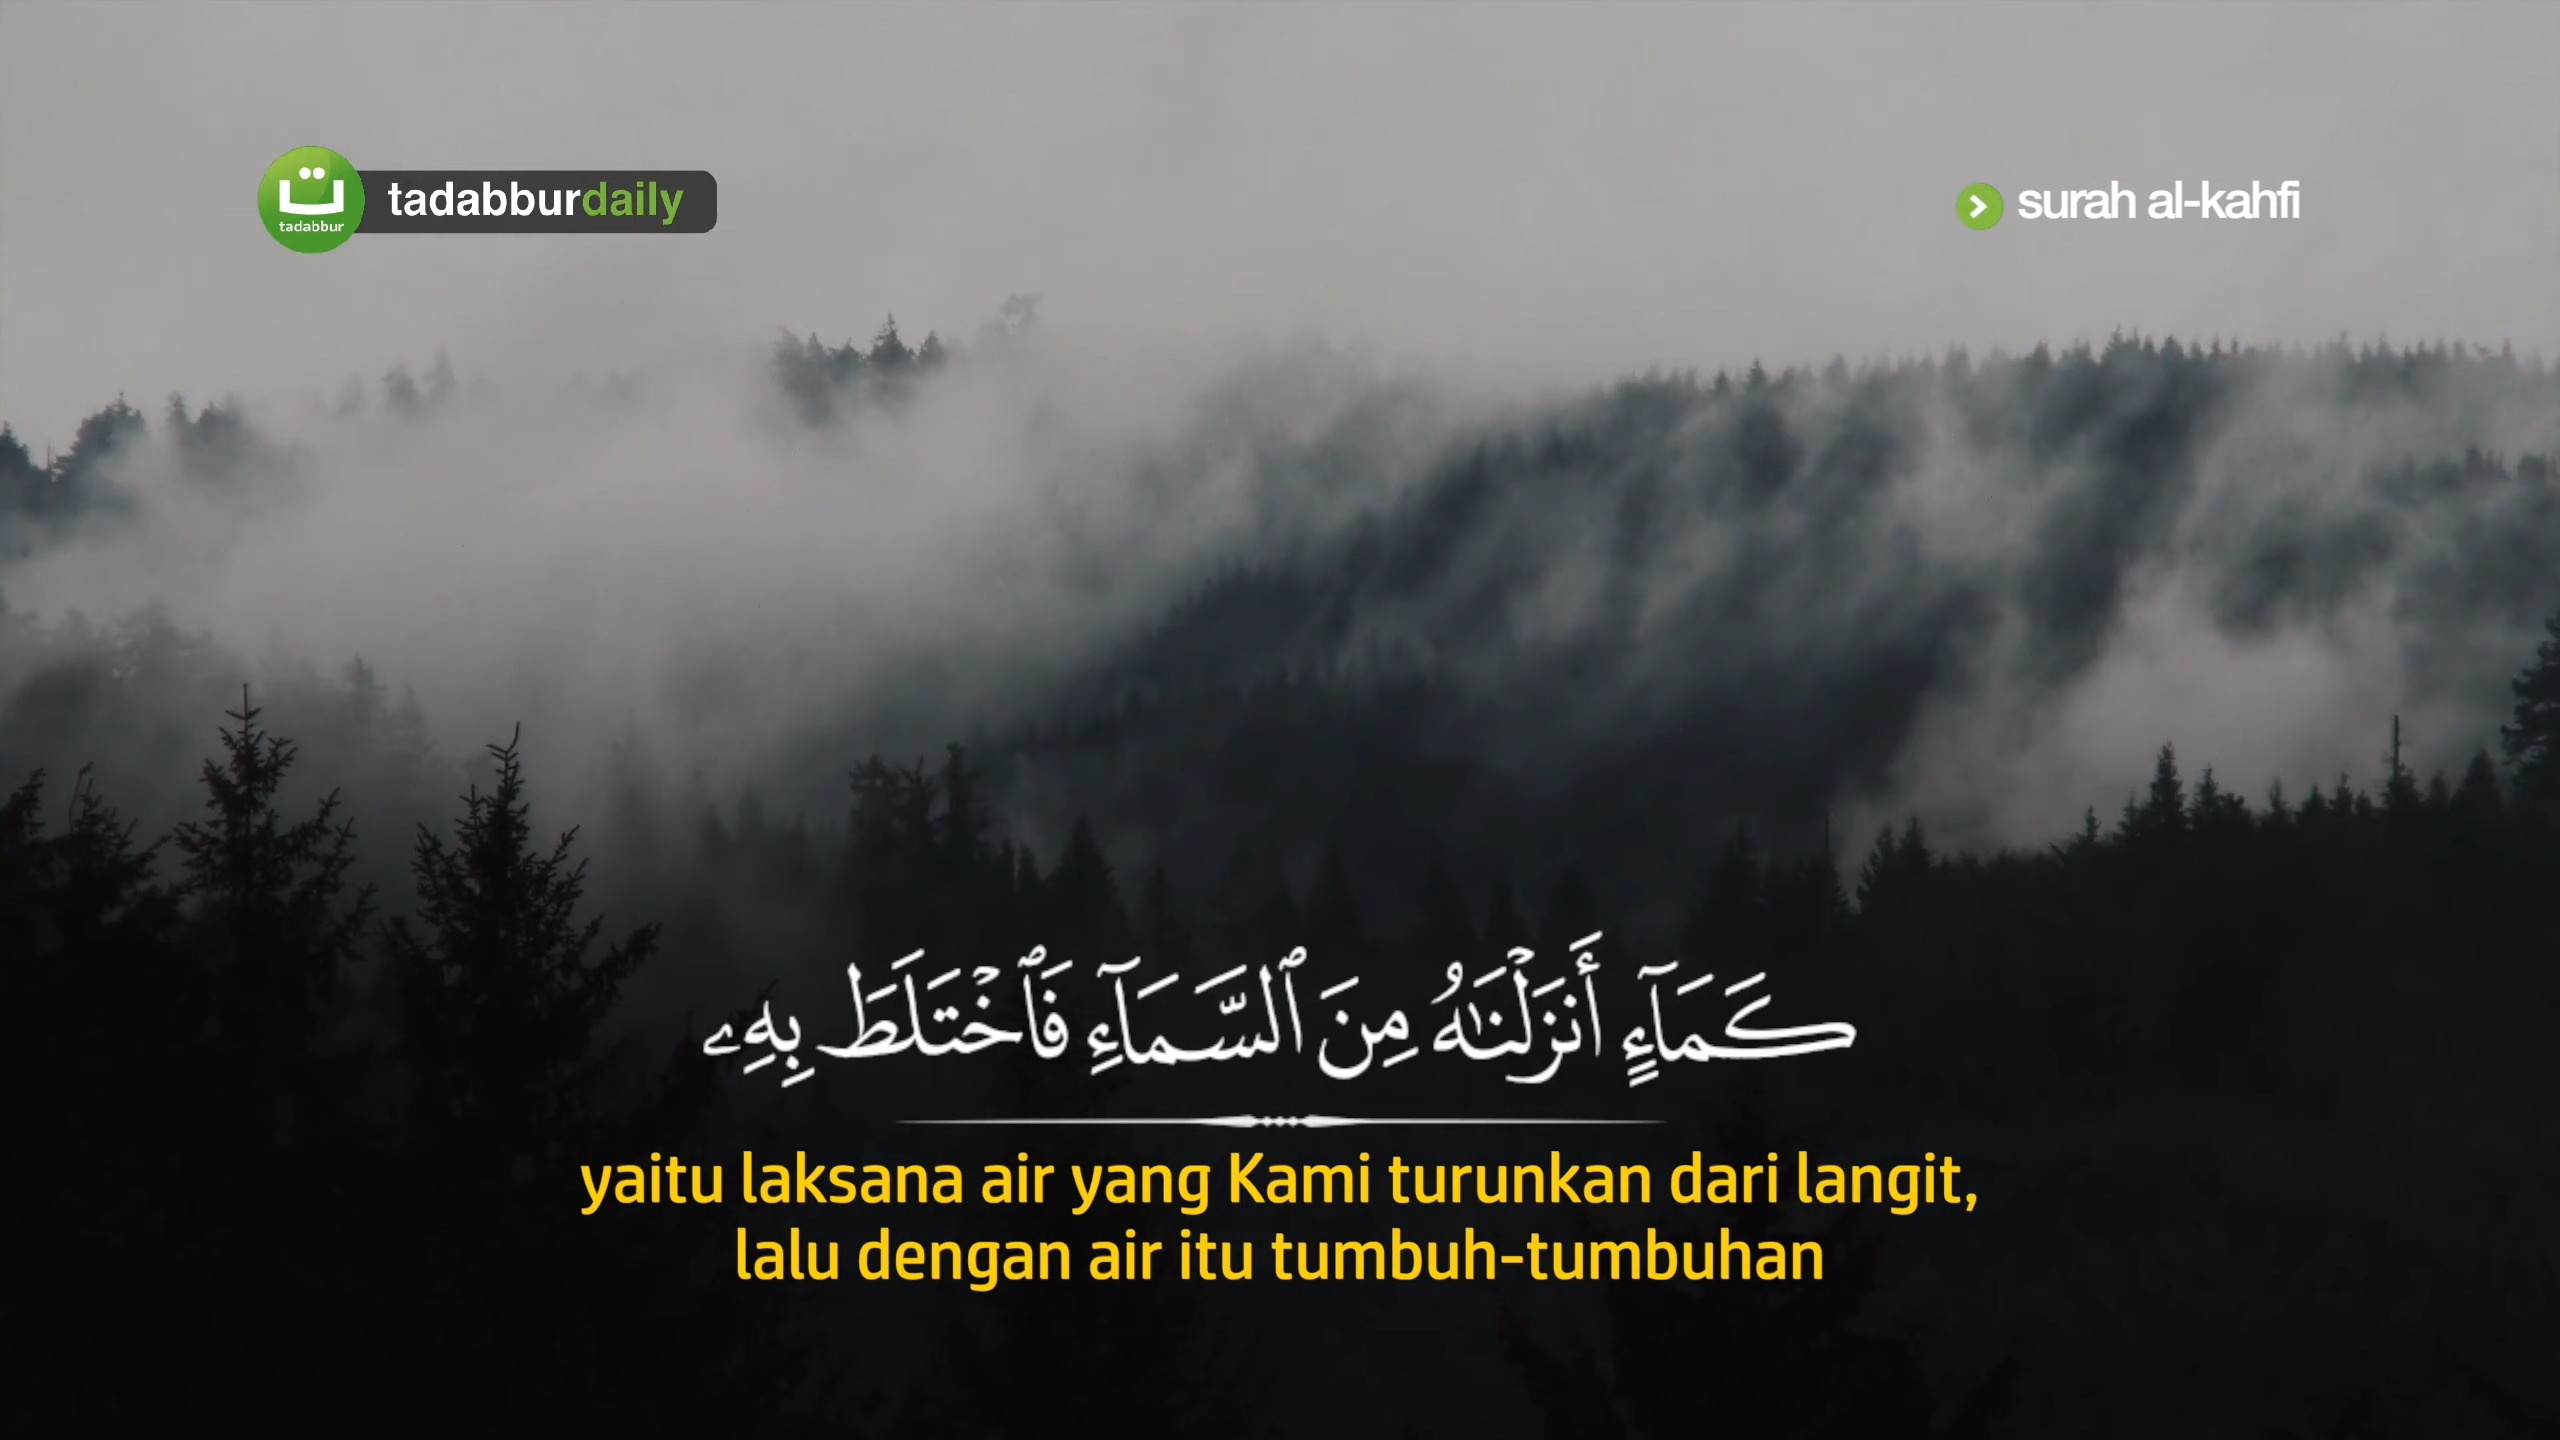 ت
tadabbur
tadabburdaily
surah al-kahfi
كَمَآءٍ أَنزَلْنَـٰهُ مِنَ ٱلسَّمَآءِ فَٱخْتَلَطَ بِهِۦ
yaitu laksana air yang Kami turunkan dari langit,
lalu dengan air itu tumbuh-tumbuhan